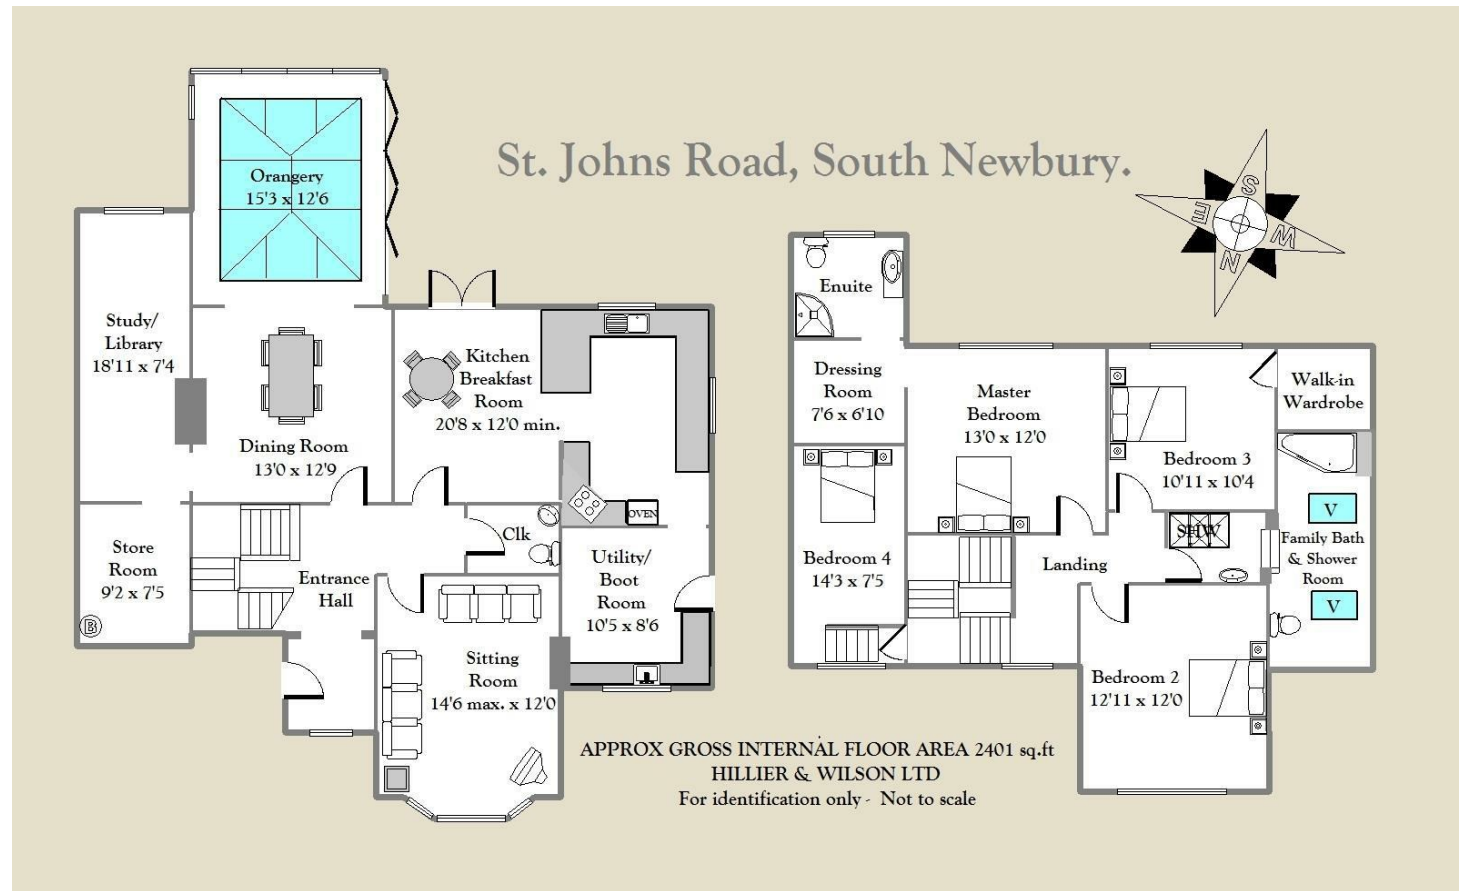 St. Johns Road, South Newbury.
S
E
W
N
Orangery
15'3 x 12'6
Study/
Library
18'11 x 7'4
Kitchen
Breakfast
Room
20'8 x 12'0 min.
Dining Room
13'0 x 12'9
OVEN
Clk
Store
Room
9'2 x 7'5
B
Entrance
Hall
Utility/
Boot
Room
10'5 x 8'6
Sitting
Room
14'6 max. x 12'0
Enuite
Dressing
Room
7'6 x 6'10
Master
Bedroom
13'0 x 12'0
Walk-in
Wardrobe
Bedroom 3
10'11 x 10'4
Bedroom 4
14'3 x 7'5
Landing
SHW
V
Family Bath
& Shower
Room
V
Bedroom 2
12'11 x 12'0
APPROX GROSS INTERNAL FLOOR AREA 2401 sq.ft
HILLIER & WILSON LTD
For identification only - Not to scale